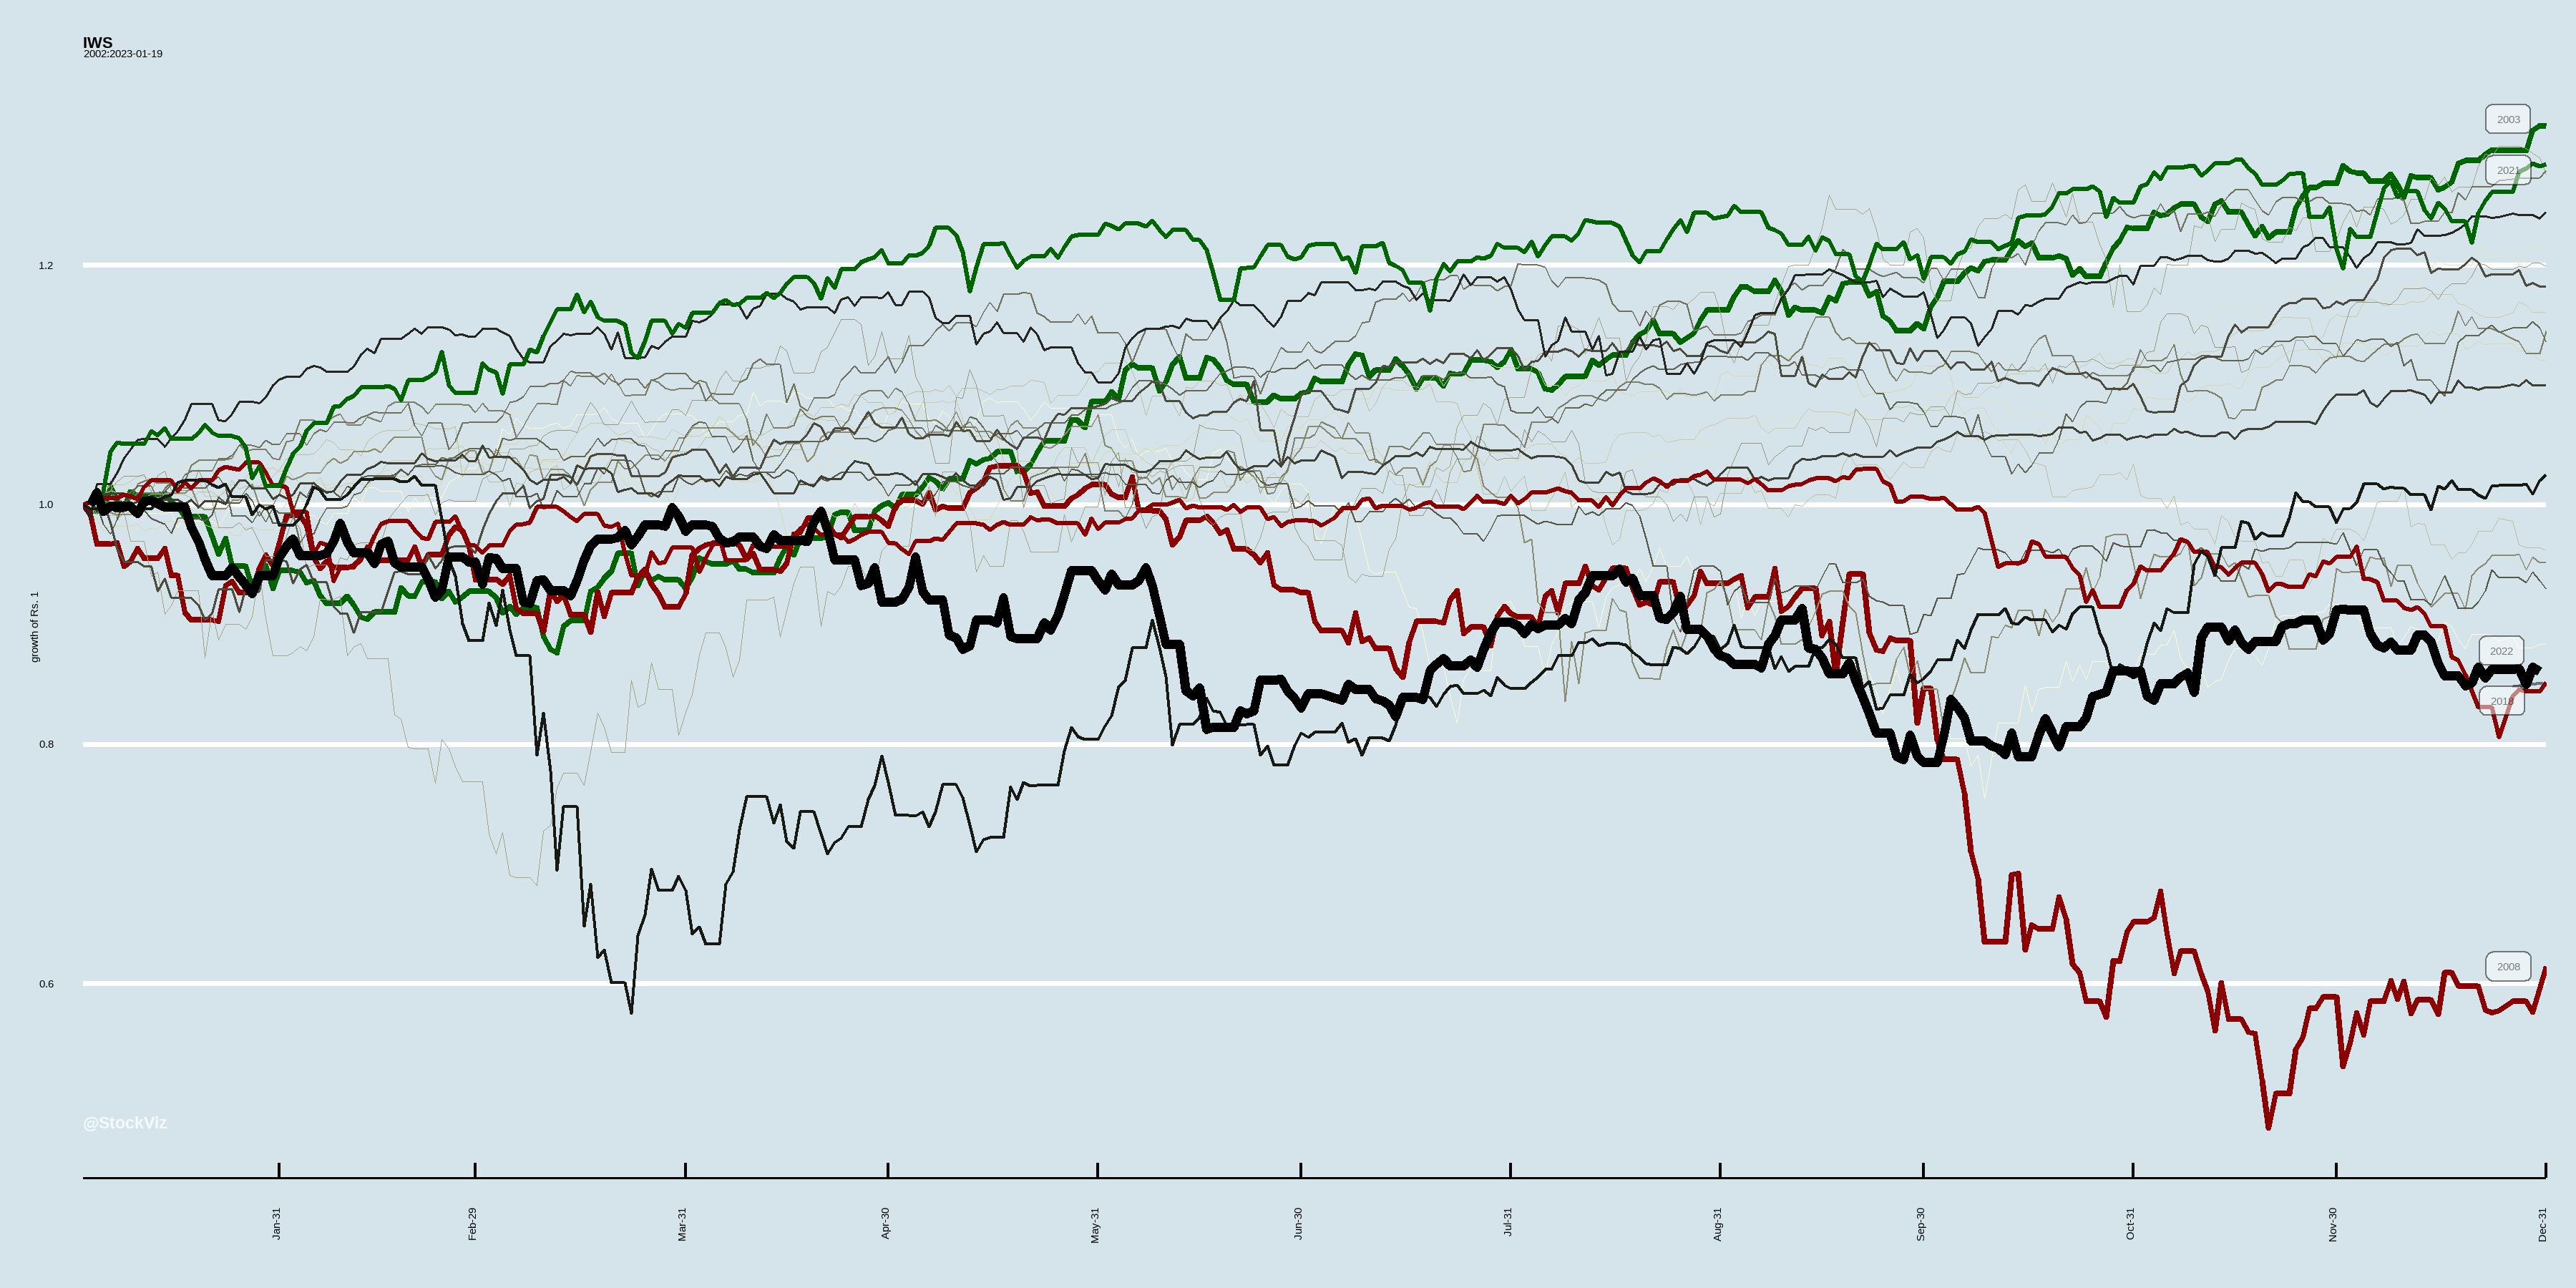 IWS
2002:2023-01-19
2003
2021
1.2
1.0
growth of Rs. 1
2022
0.8
2008
0.6
@StockViz
Jan-31
Feb-29
Mar-31
Apr-30
May-31
Jun-30
Jul-31
Aug-31
Sep-30
Oct-31
Nov-30
Dec-31